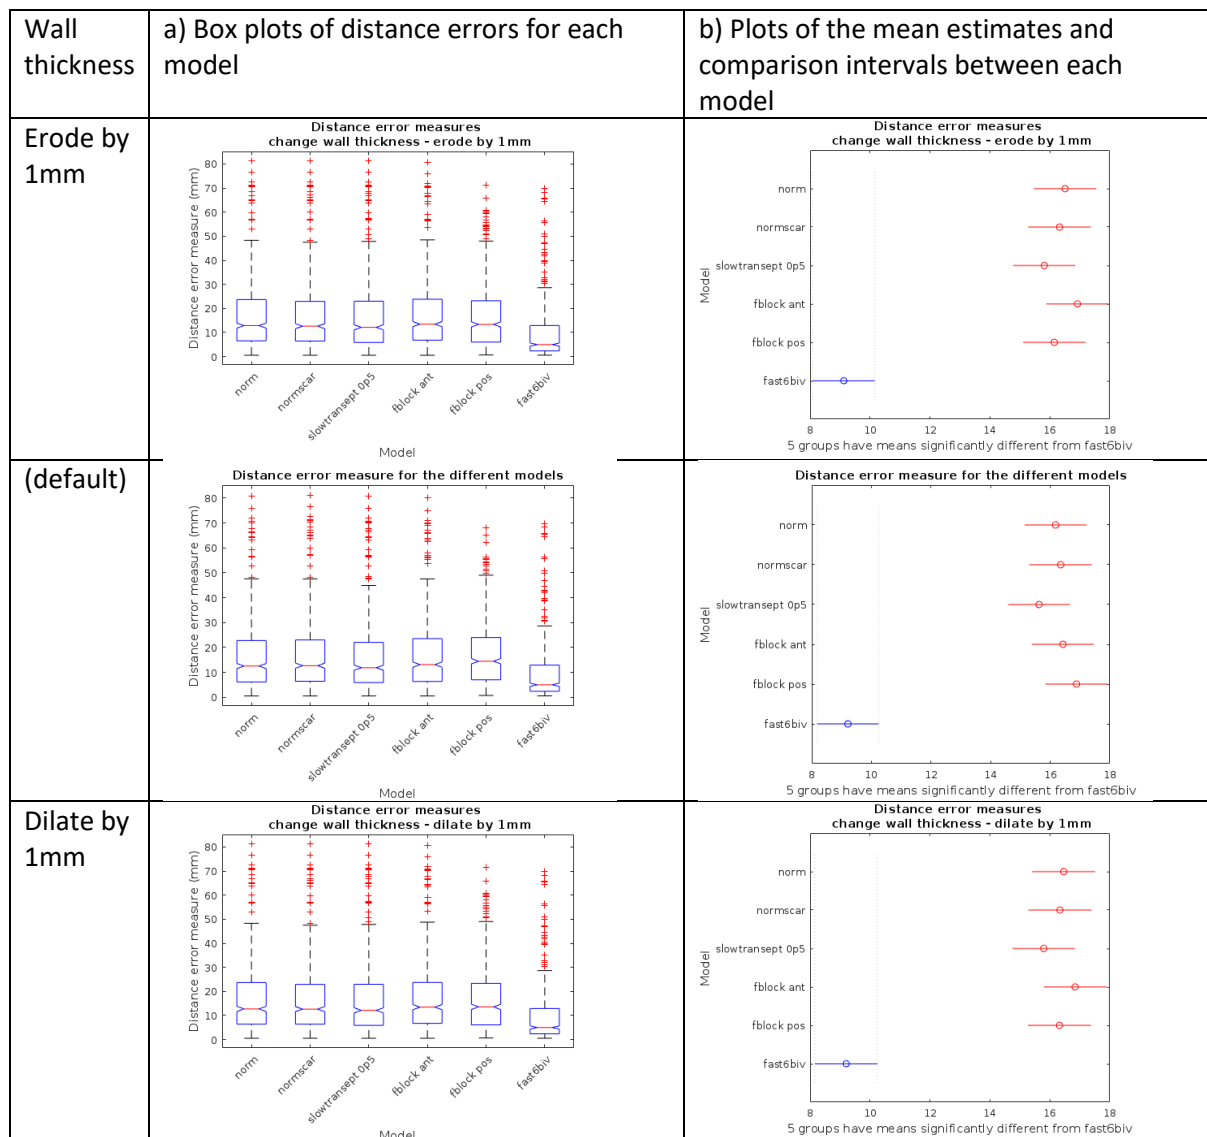 Wall
thickness
a) Box plots of distance errors for each
model
b) Plots of the mean estimates and
comparison intervals between each
model
Erode by
1mm
Distance error measures
change wall thickness - erode by 1mm
Distance error measure (mm)
80
70
60
50
40
30
20
10
0
norm
normscar
slowtransept 0p5
fblock ant
fblock pos
fast6biv
Model
Distance error measures
change wall thickness - erode by 1mm
Model
norm
normscar
slowtransept 0p5
fblock ant
fblock pos
fast6biv
8 10 12 14 16 18
5 groups have means significantly different from fast6biv
(default)
Distance error measure for the different models
Distance error measure (mm)
80
70
60
50
40
30
20
10
0
norm
normscar
slowtransept 0p5
fblock ant
fblock pos
fast6biv
Model
Distance error measure for the different models
Model
norm
normscar
slowtransept 0p5
fblock ant
fblock pos
fast6biv
8 10 12 14 16 18
5 groups have means significantly different from fast6biv
Dilate by
1mm
Distance error measures
change wall thickness - dilate by 1mm
Distance error measure (mm)
80
70
60
50
40
30
20
10
0
norm
normscar
slowtransept 0p5
fblock ant
fblock pos
fast6biv
Model
Distance error measures
change wall thickness - dilate by 1mm
Model
norm
normscar
slowtransept 0p5
fblock ant
fblock pos
fast6biv
8 10 12 14 16 18
5 groups have means significantly different from fast6biv